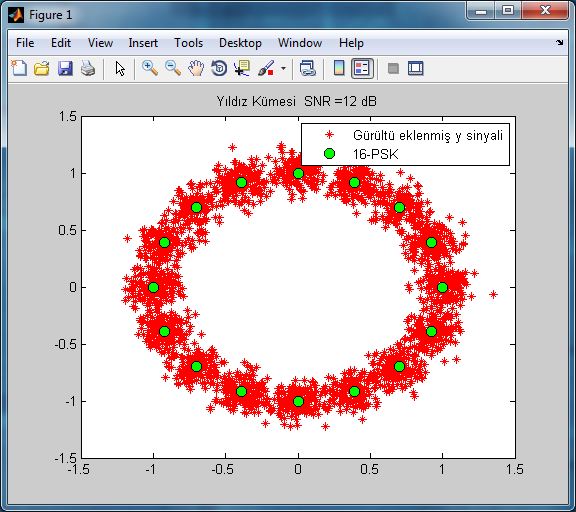 Figure 1
File Edit View Insert Tools Desktop Window Help
Yıldız Kümesi SNR =12 dB
Gürültü eklenmiş y sinyali
16-PSK
1.5
1
0.5
0
-0.5
-1
-1.5
-1.5 -1 -0.5 0 0.5 1 1.5